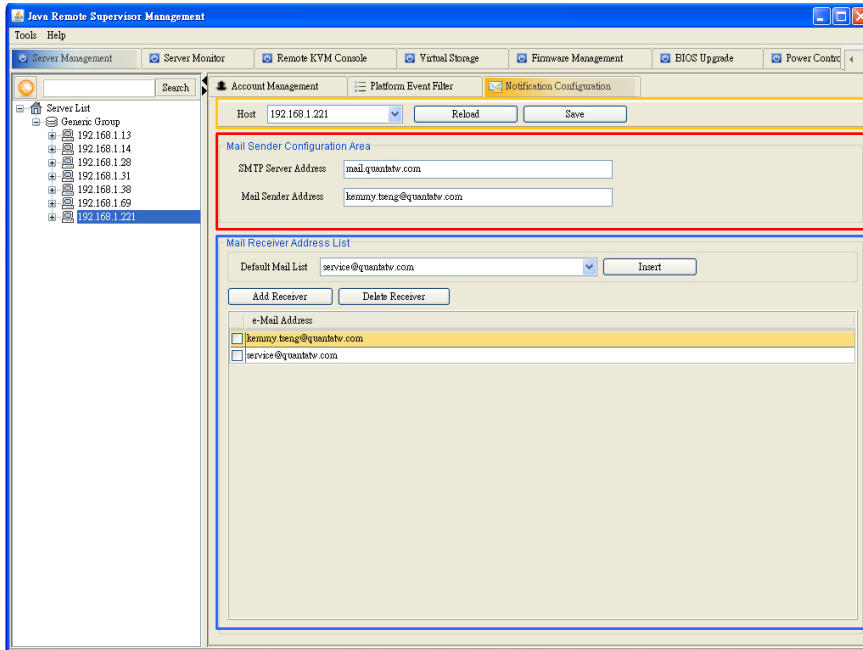 Java Remote Supervisor Management
Tools Help
Server Management Server Monitor Remote KVM Console Virtual Storage Firmware Management BIOS Upgrade Power Contrc
Search
Server List
Generic Group
192.168.1.13
192.168.1.14
192.168.1.28
192.168.1.31
192.168.1.38
192.168.1.69
192.168.1.221
Account Management Platform Event Filter Notification Configuration
Host 192.168.1.221 Reload Save
Mail Sender Configuration Area
SMTP Server Address mail.quantatw.com
Mail Sender Address kemmy.tseng@quantatw.com
Mail Receiver Address List
Default Mail List service@quantatw.com Insert
Add Receiver Delete Receiver
e-Mail Address
kemmy.tseng@quantatw.com
service@quantatw.com